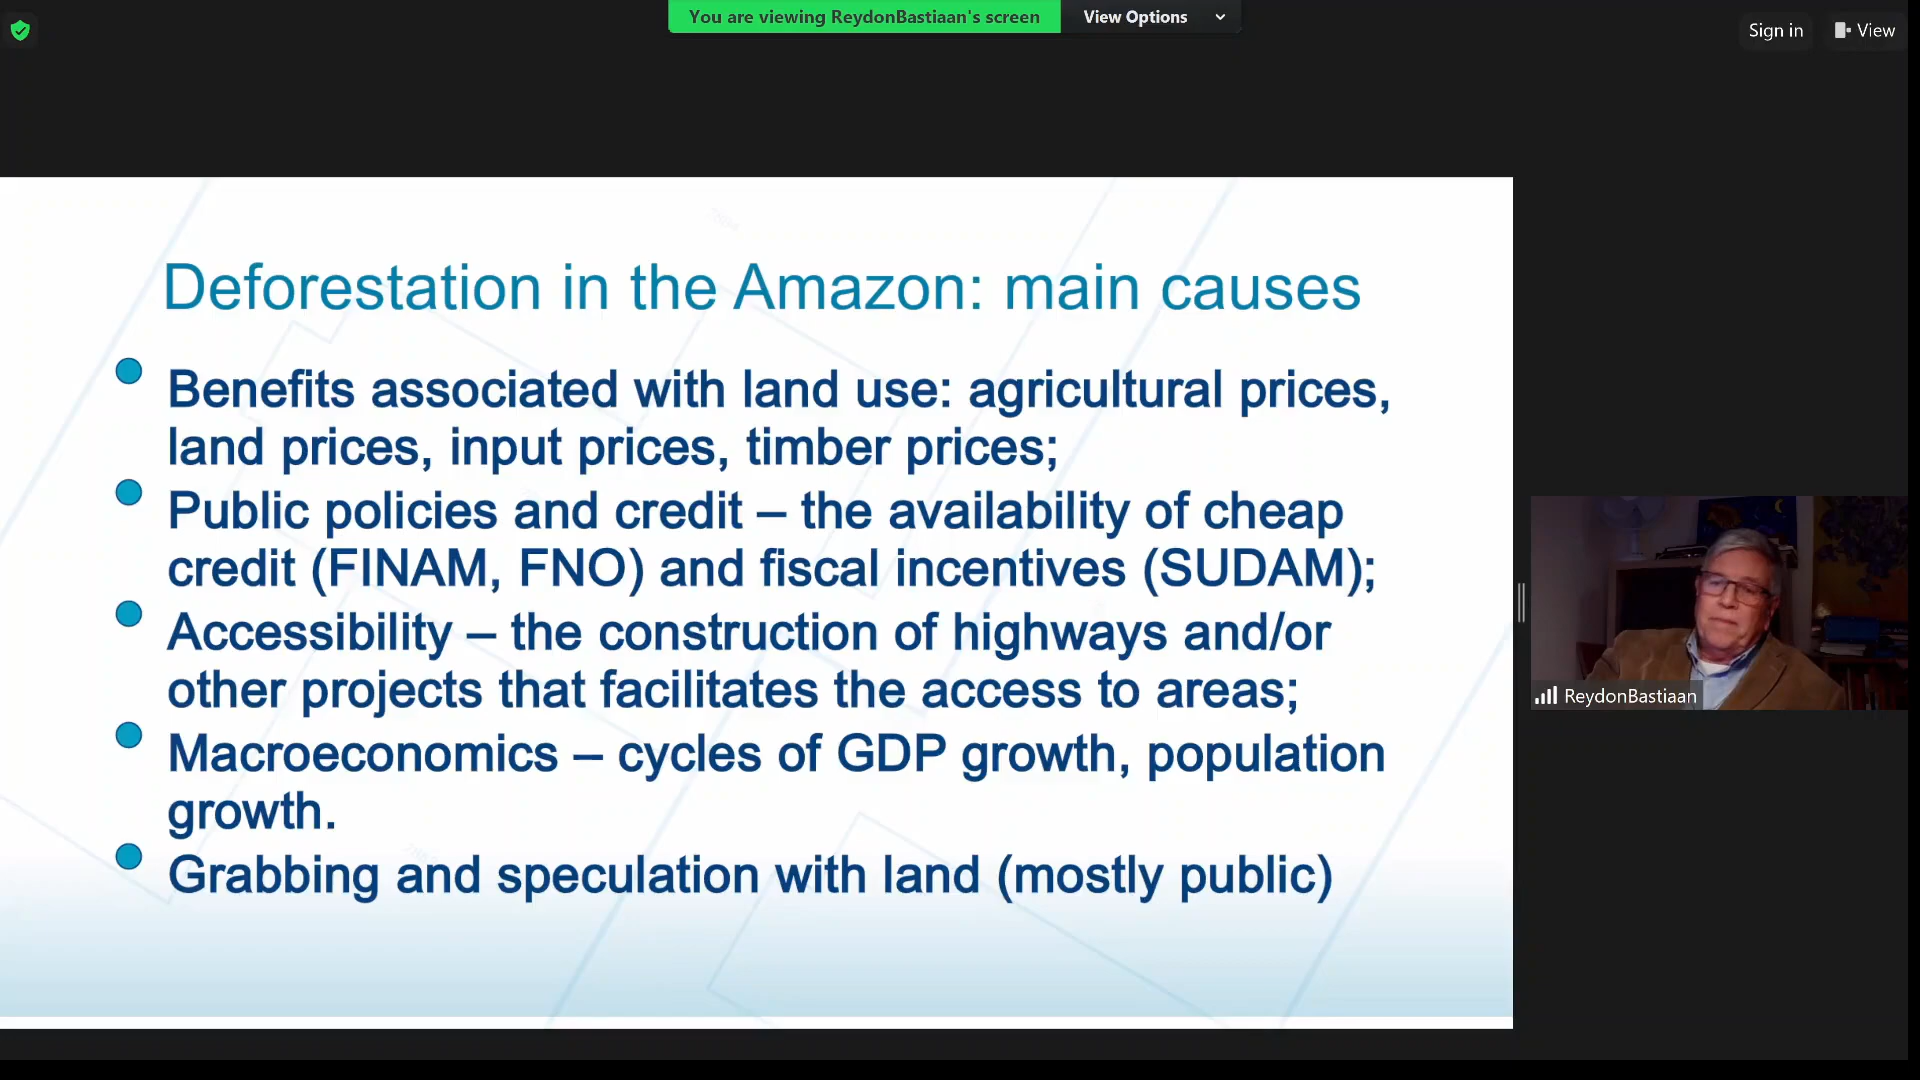 You are viewing ReydonBastiaan's screen
View Options
Sign in
View
Deforestation in the Amazon: main causes
Benefits associated with land use: agricultural prices,
land prices, input prices, timber prices;
Public policies and credit – the availability of cheap
credit (FINAM, FNO) and fiscal incentives (SUDAM);
Accessibility – the construction of highways and/or
other projects that facilitates the access to areas;
Macroeconomics – cycles of GDP growth, population
growth.
Grabbing and speculation with land (mostly public)
ReydonBastiaan